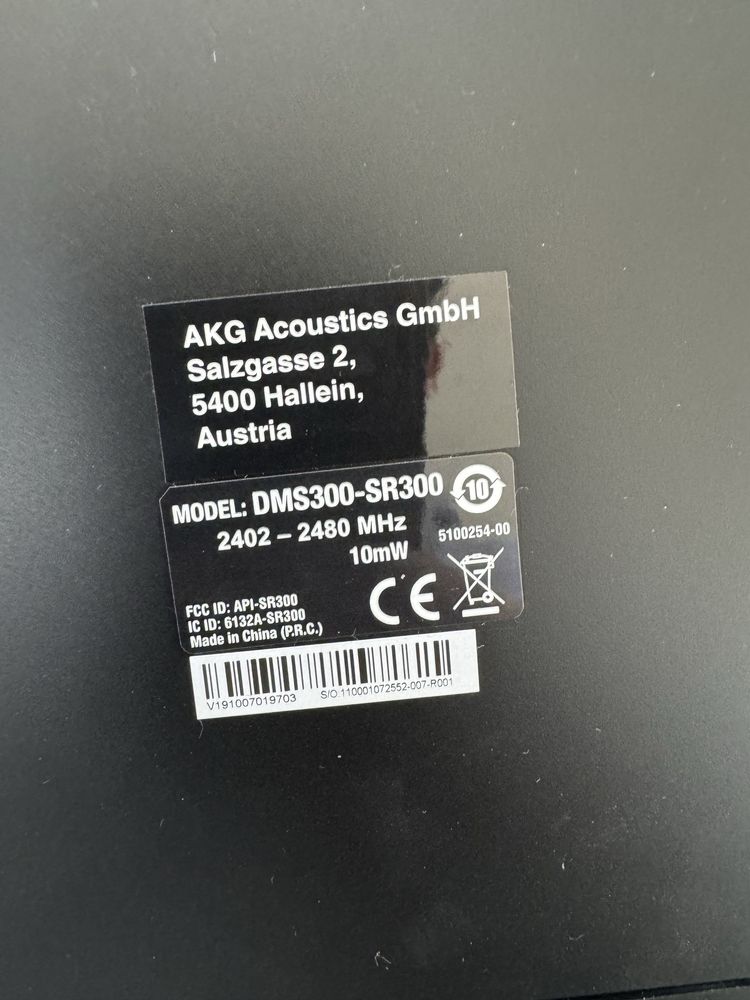 AKG Acoustics GmbH
Salzgasse 2,
5400 Hallein,
Austria
MODEL: DMS300-SR300
10
2402 – 2480 MHz
5100254-00
10mW
CE
FCC ID: API-SR300
IC ID: 6132A-SR300
Made in China (P.R.C.)
V191007019703
S/O:110001072552-007-R001